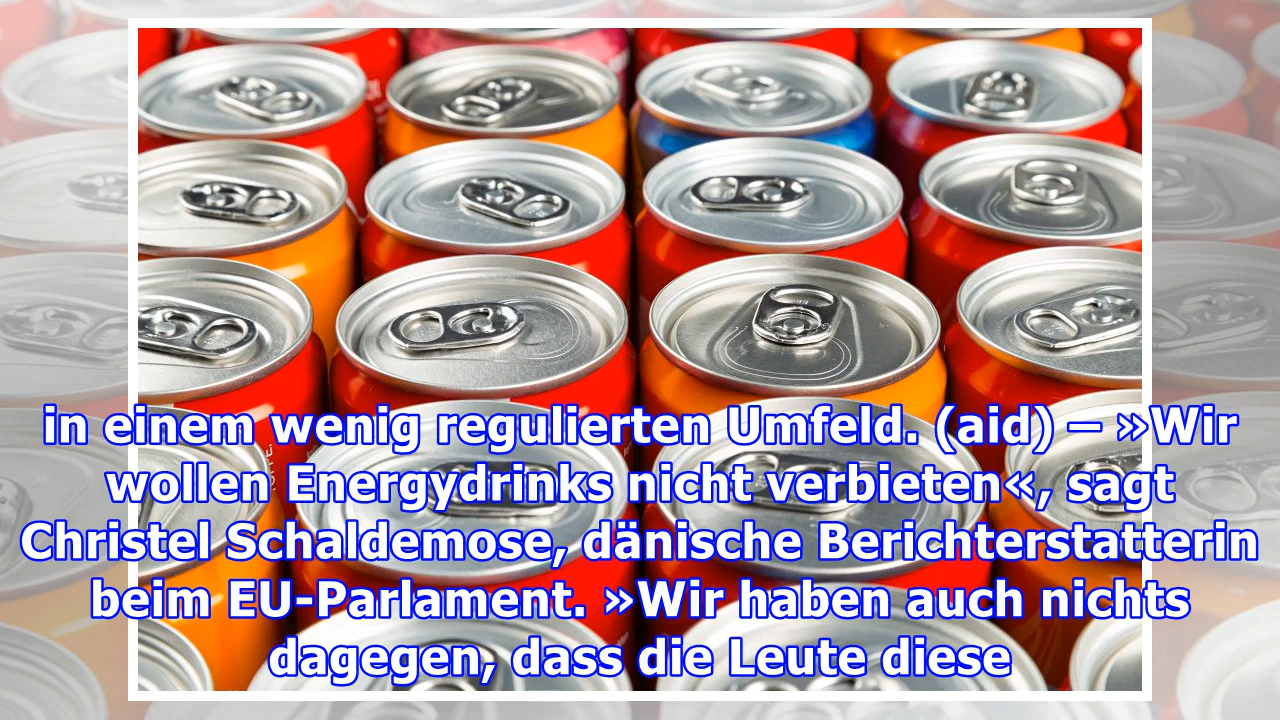 in einem wenig regulierten Umfeld. (aid) – »Wir
wollen Energydrinks nicht verbieten«, sagt
Christel Schaldemose, dänische Berichterstatterin
beim EU-Parlament. »Wir haben auch nichts
dagegen, dass die Leute diese